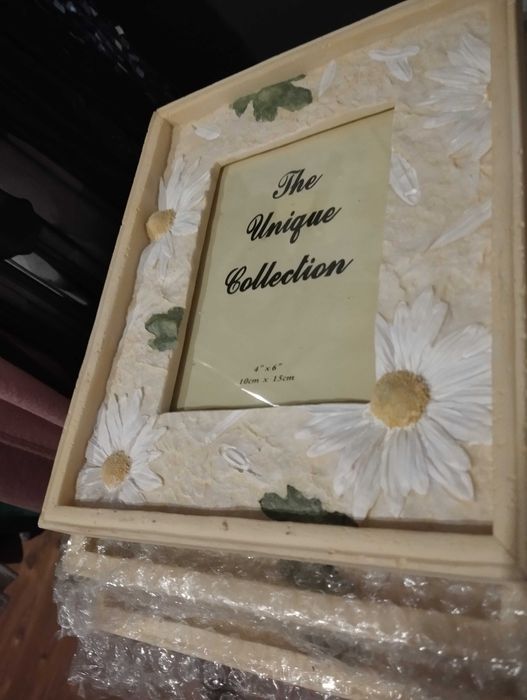 The
Unique
Collection
4" x 6"
10cm x 15cm